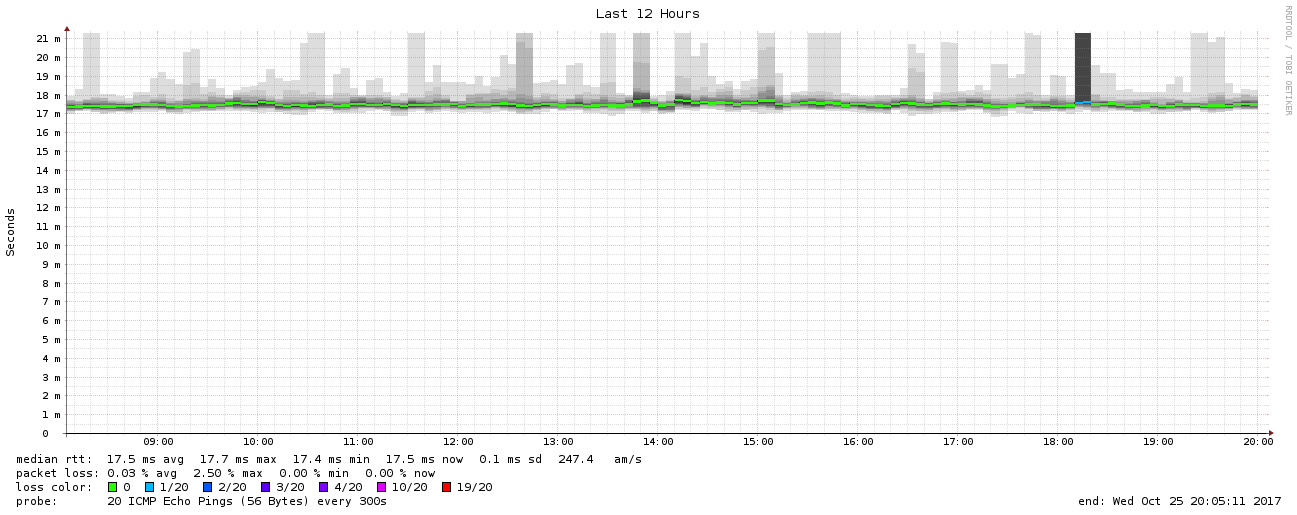 Last 12 Hours
RRDTOOL / TOBI OETIKER
Seconds
21 m
20 m
19 m
18 m
17 m
16 m
15 m
14 m
13 m
12 m
11 m
10 m
9 m
8 m
7 m
6 m
5 m
4 m
3 m
2 m
1 m
0
09:00 10:00 11:00 12:00 13:00 14:00 15:00 16:00 17:00 18:00 19:00 20:00
median rtt: 17.5 ms avg 17.7 ms max 17.4 ms min 17.5 ms now 0.1 ms sd 247.4 am/s
packet loss: 0.03 % avg 2.50 % max 0.00 % min 0.00 % now
loss color: 0 1/20 2/20 3/20 4/20 10/20 19/20
probe: 20 ICMP Echo Pings (56 Bytes) every 300s end: Wed Oct 25 20:05:11 2017